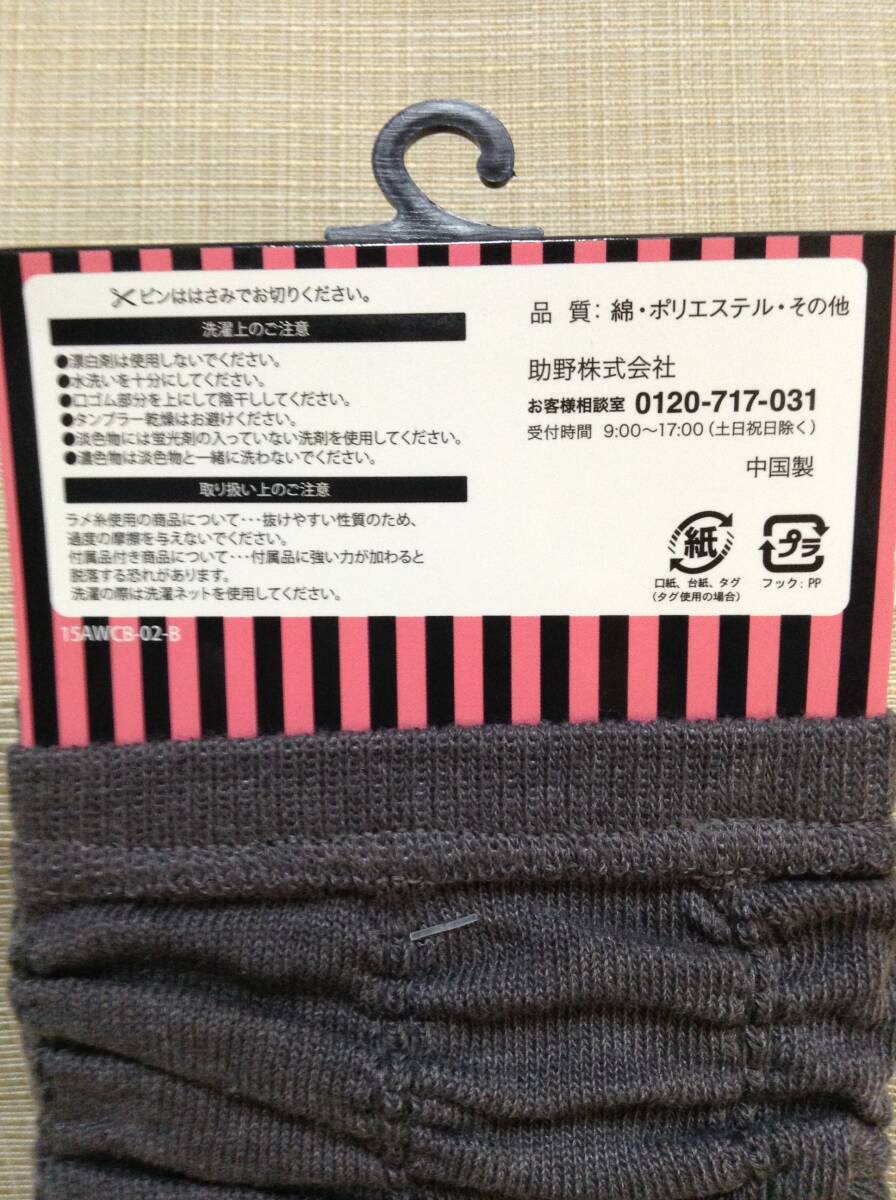 ピンははさみでお切りください。
洗濯上のご注意
●漂白剤は使用しないでください。
●水洗いを十分にしてください。
●口ゴム部分を上にして陰干ししてください。
●タンブラー乾燥はお避けください。
●淡色物には蛍光剤の入っていない洗剤を使用してください。
●濃色物は淡色物と一緒に洗わないでください。
取り扱い上のご注意
ラメ糸使用の商品について・・・抜けやすい性質のため、
過度の摩擦を与えないでください。
付属品付き商品について・・・付属品に強い力が加わると
脱落する恐れがあります。
洗濯の際は洗濯ネットを使用してください。
15AWCB-02-B
品 質：綿・ポリエステル・その他
助野株式会社
お客様相談室 0120-717-031
受付時間 9:00～17:00（土日祝日除く）
中国製
紙
口紙、台紙、タグ
（タグ使用の場合）
プラ
フック：PP